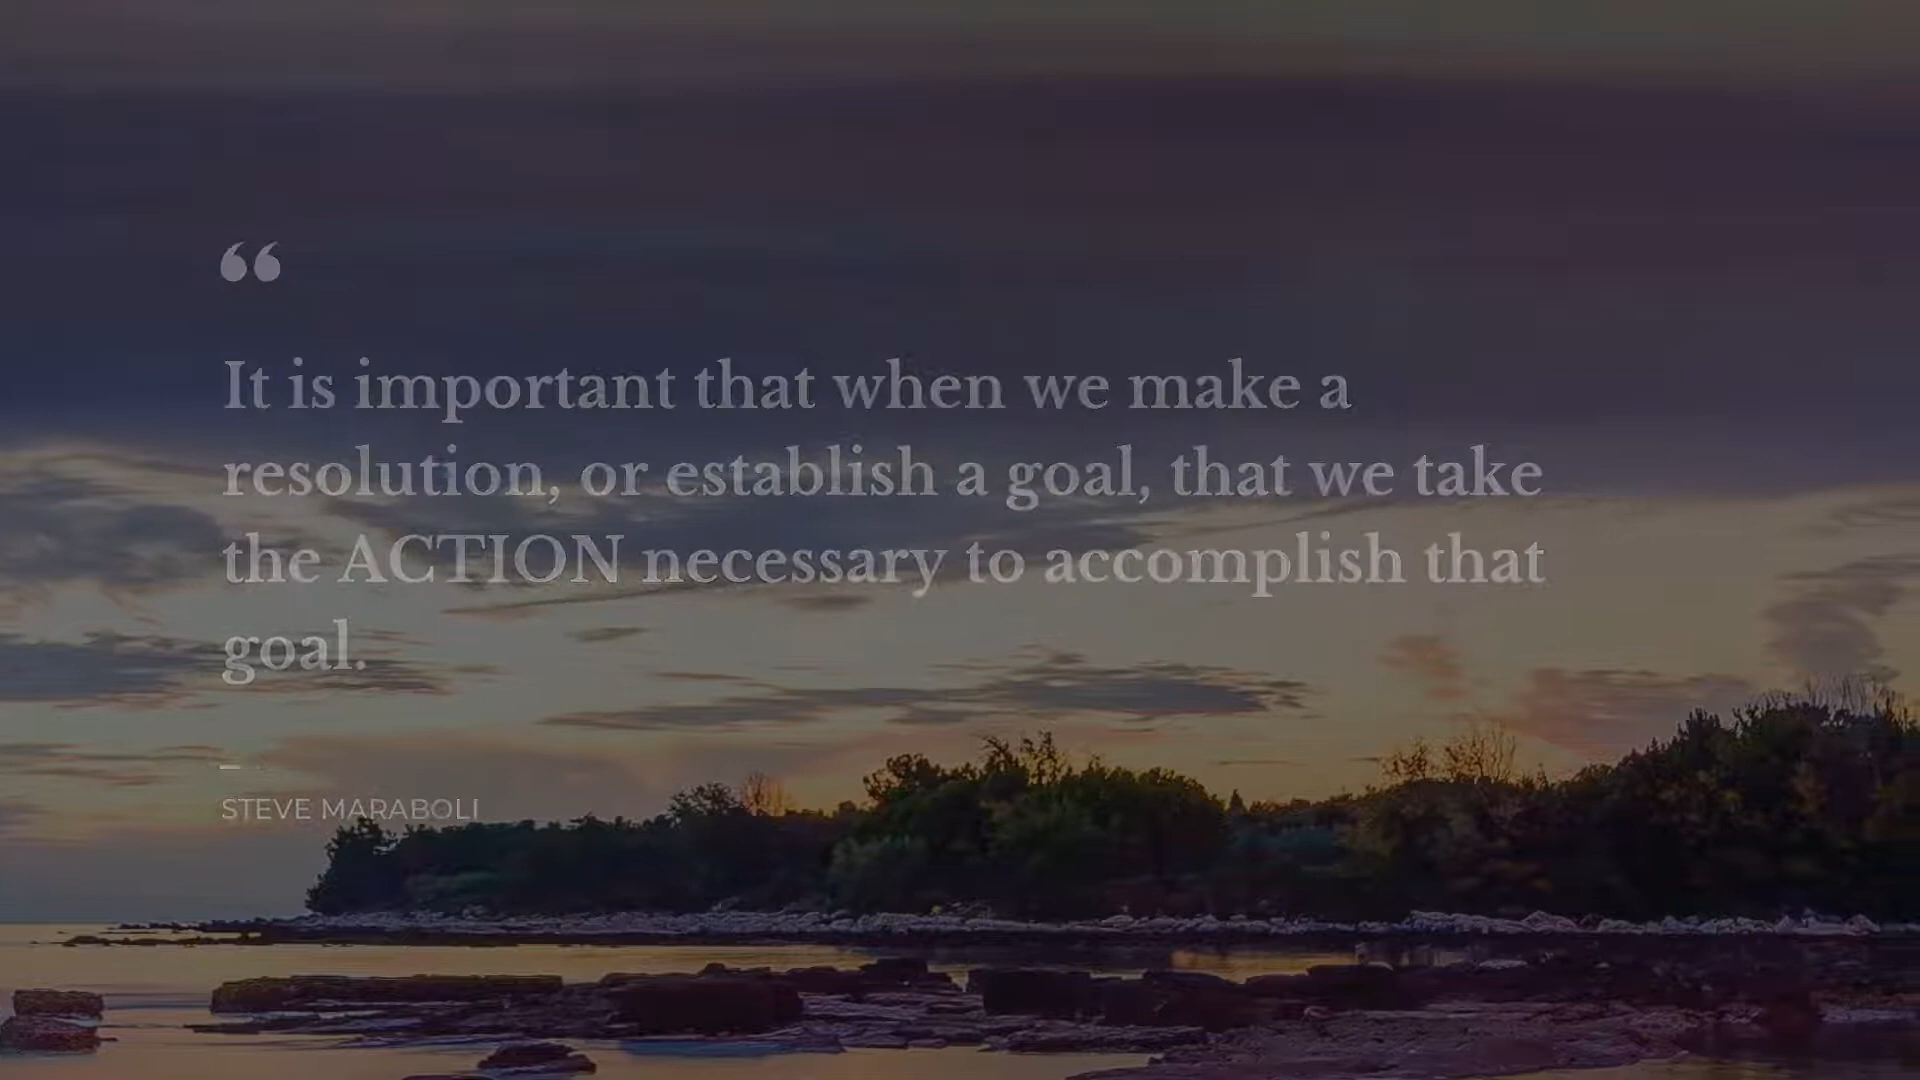 “
It is important that when we make a
resolution, or establish a goal, that we take
the ACTION necessary to accomplish that
goal.
STEVE MARABOLI